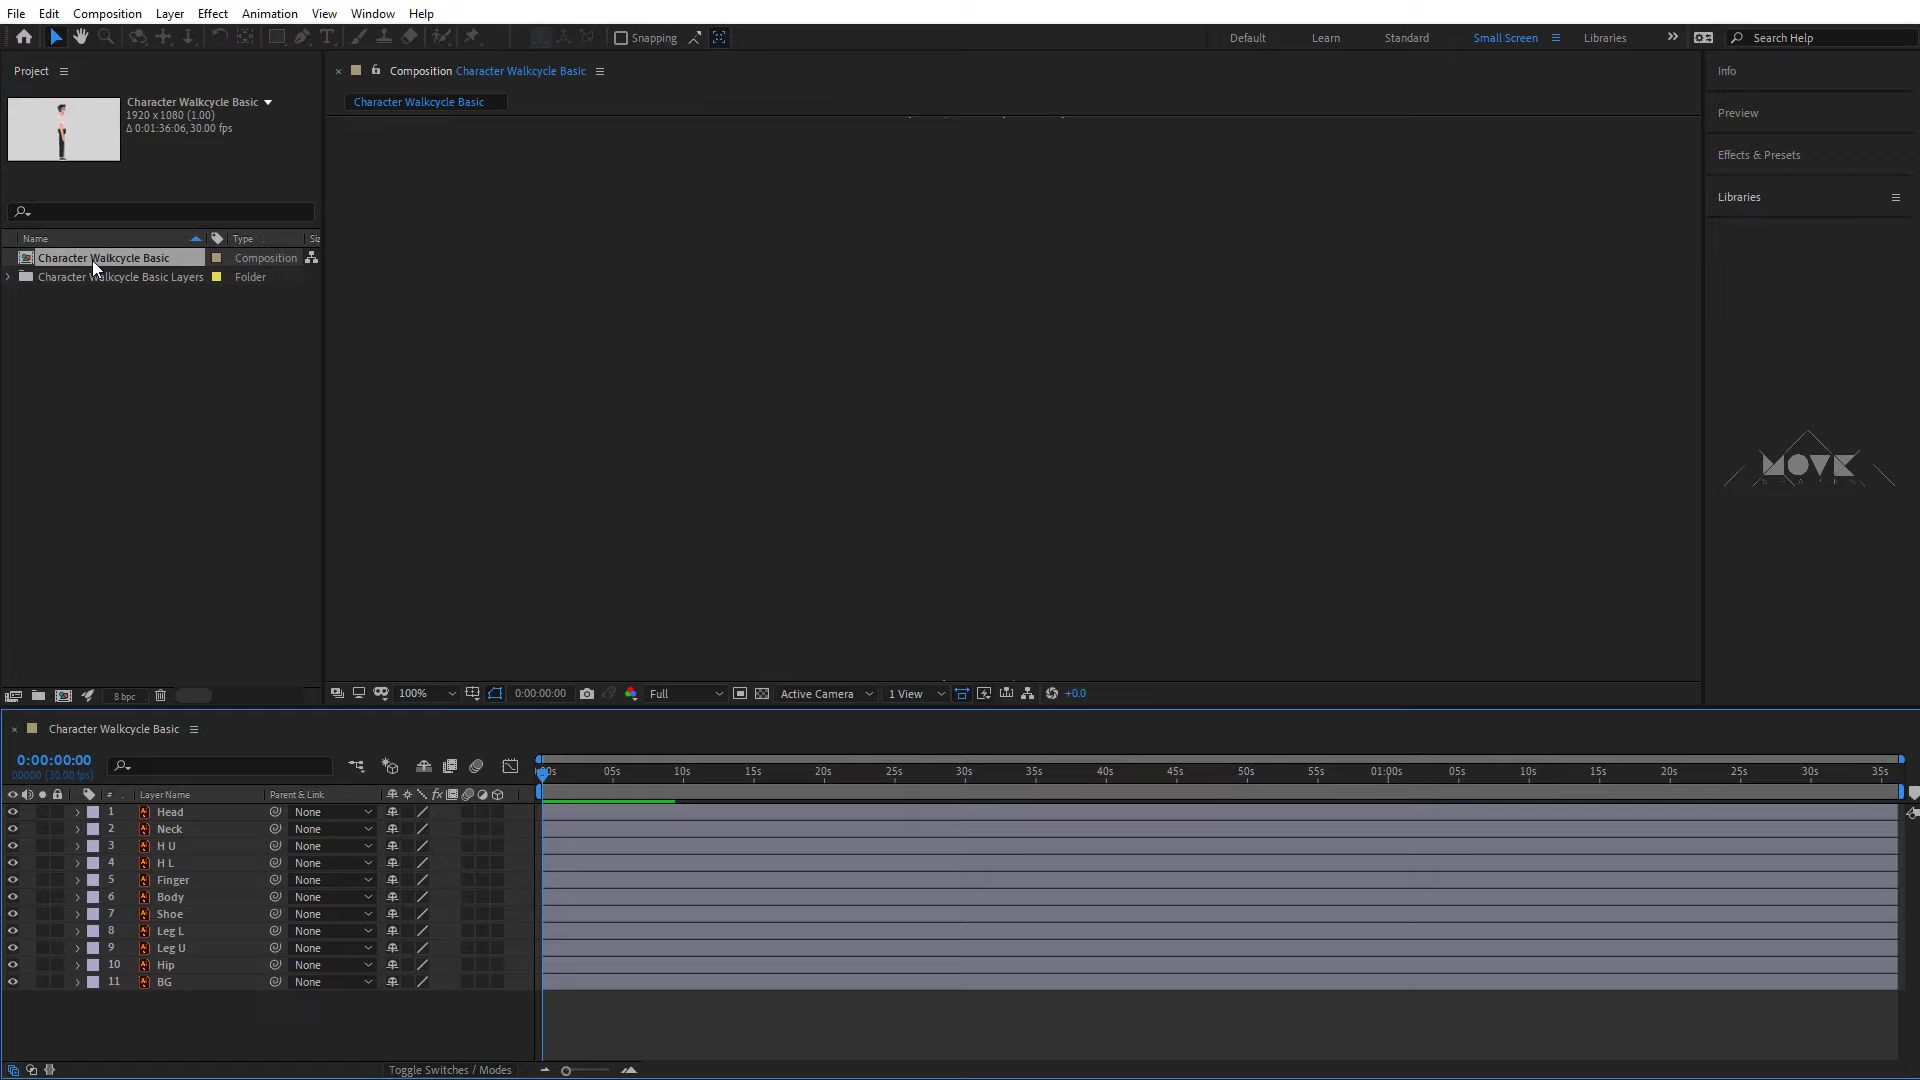 File Edit Composition Layer Effect Animation View Window Help
Snapping Default Learn Standard Small Screen Libraries Search Help
Project
Composition Character Walkcycle Basic
Info
Character Walkcycle Basic
1920 x 1080 (1.00)
Δ 0:01:36:06, 30.00 fps
Character Walkcycle Basic
Preview
Effects & Presets
Libraries
Name Type Siz
Character Walkcycle Basic Composition
Character Walkcycle Basic Layers Folder
MOVK
8 bpc
100% 0:00:00:00 Full Active Camera 1 View +0.0
Character Walkcycle Basic
0:00:00:00
00000 (30.00 fps)
00s 05s 10s 15s 20s 25s 30s 35s 40s 45s 50s 55s 01:00s 05s 10s 15s 20s 25s 30s 35s
# Layer Name Parent & Link
1 Head None
2 Neck None
3 H U None
4 H L None
5 Finger None
6 Body None
7 Shoe None
8 Leg L None
9 Leg U None
10 Hip None
11 BG None
Toggle Switches / Modes